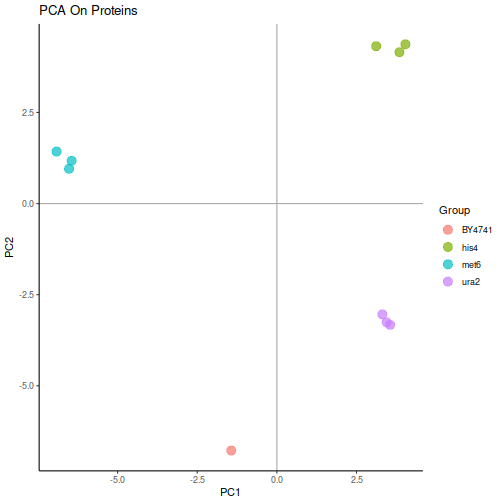 PCA On Proteins
2.5
0.0
-2.5
-5.0
PC2
-5.0
-2.5
0.0
2.5
PC1
Group
BY4741
his4
met6
ura2